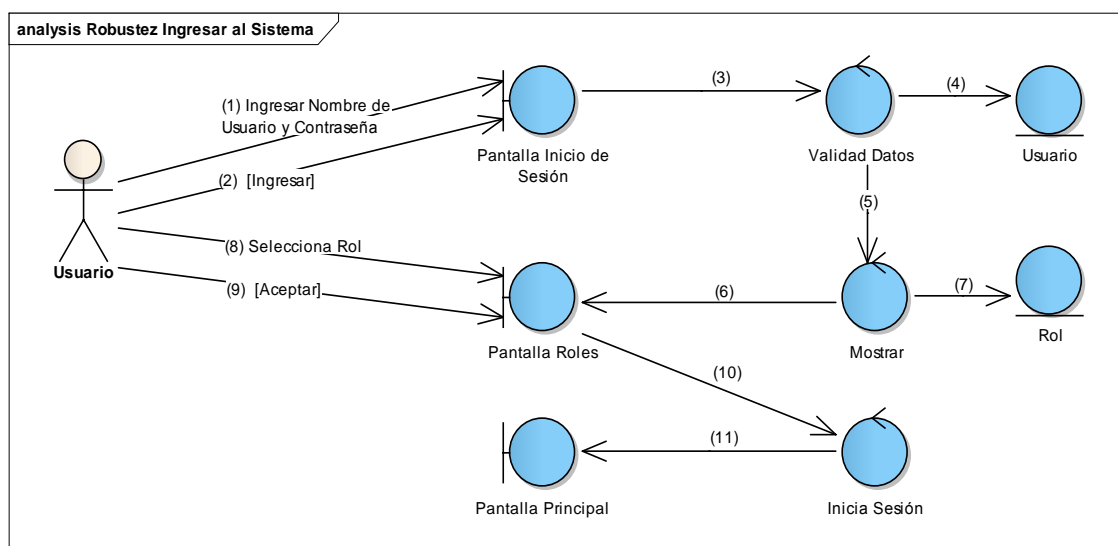 analysis Robustez Ingresar al Sistema
(1) Ingresar Nombre de
Usuario y Contraseña
(2) [Ingresar]
(3)
(4)
Pantalla Inicio de
Sesión
Validad Datos
Usuario
(5)
Usuario
(8) Selecciona Rol
(9) [Aceptar]
(6)
(7)
Pantalla Roles
Mostrar
Rol
(10)
(11)
Pantalla Principal
Inicia Sesión